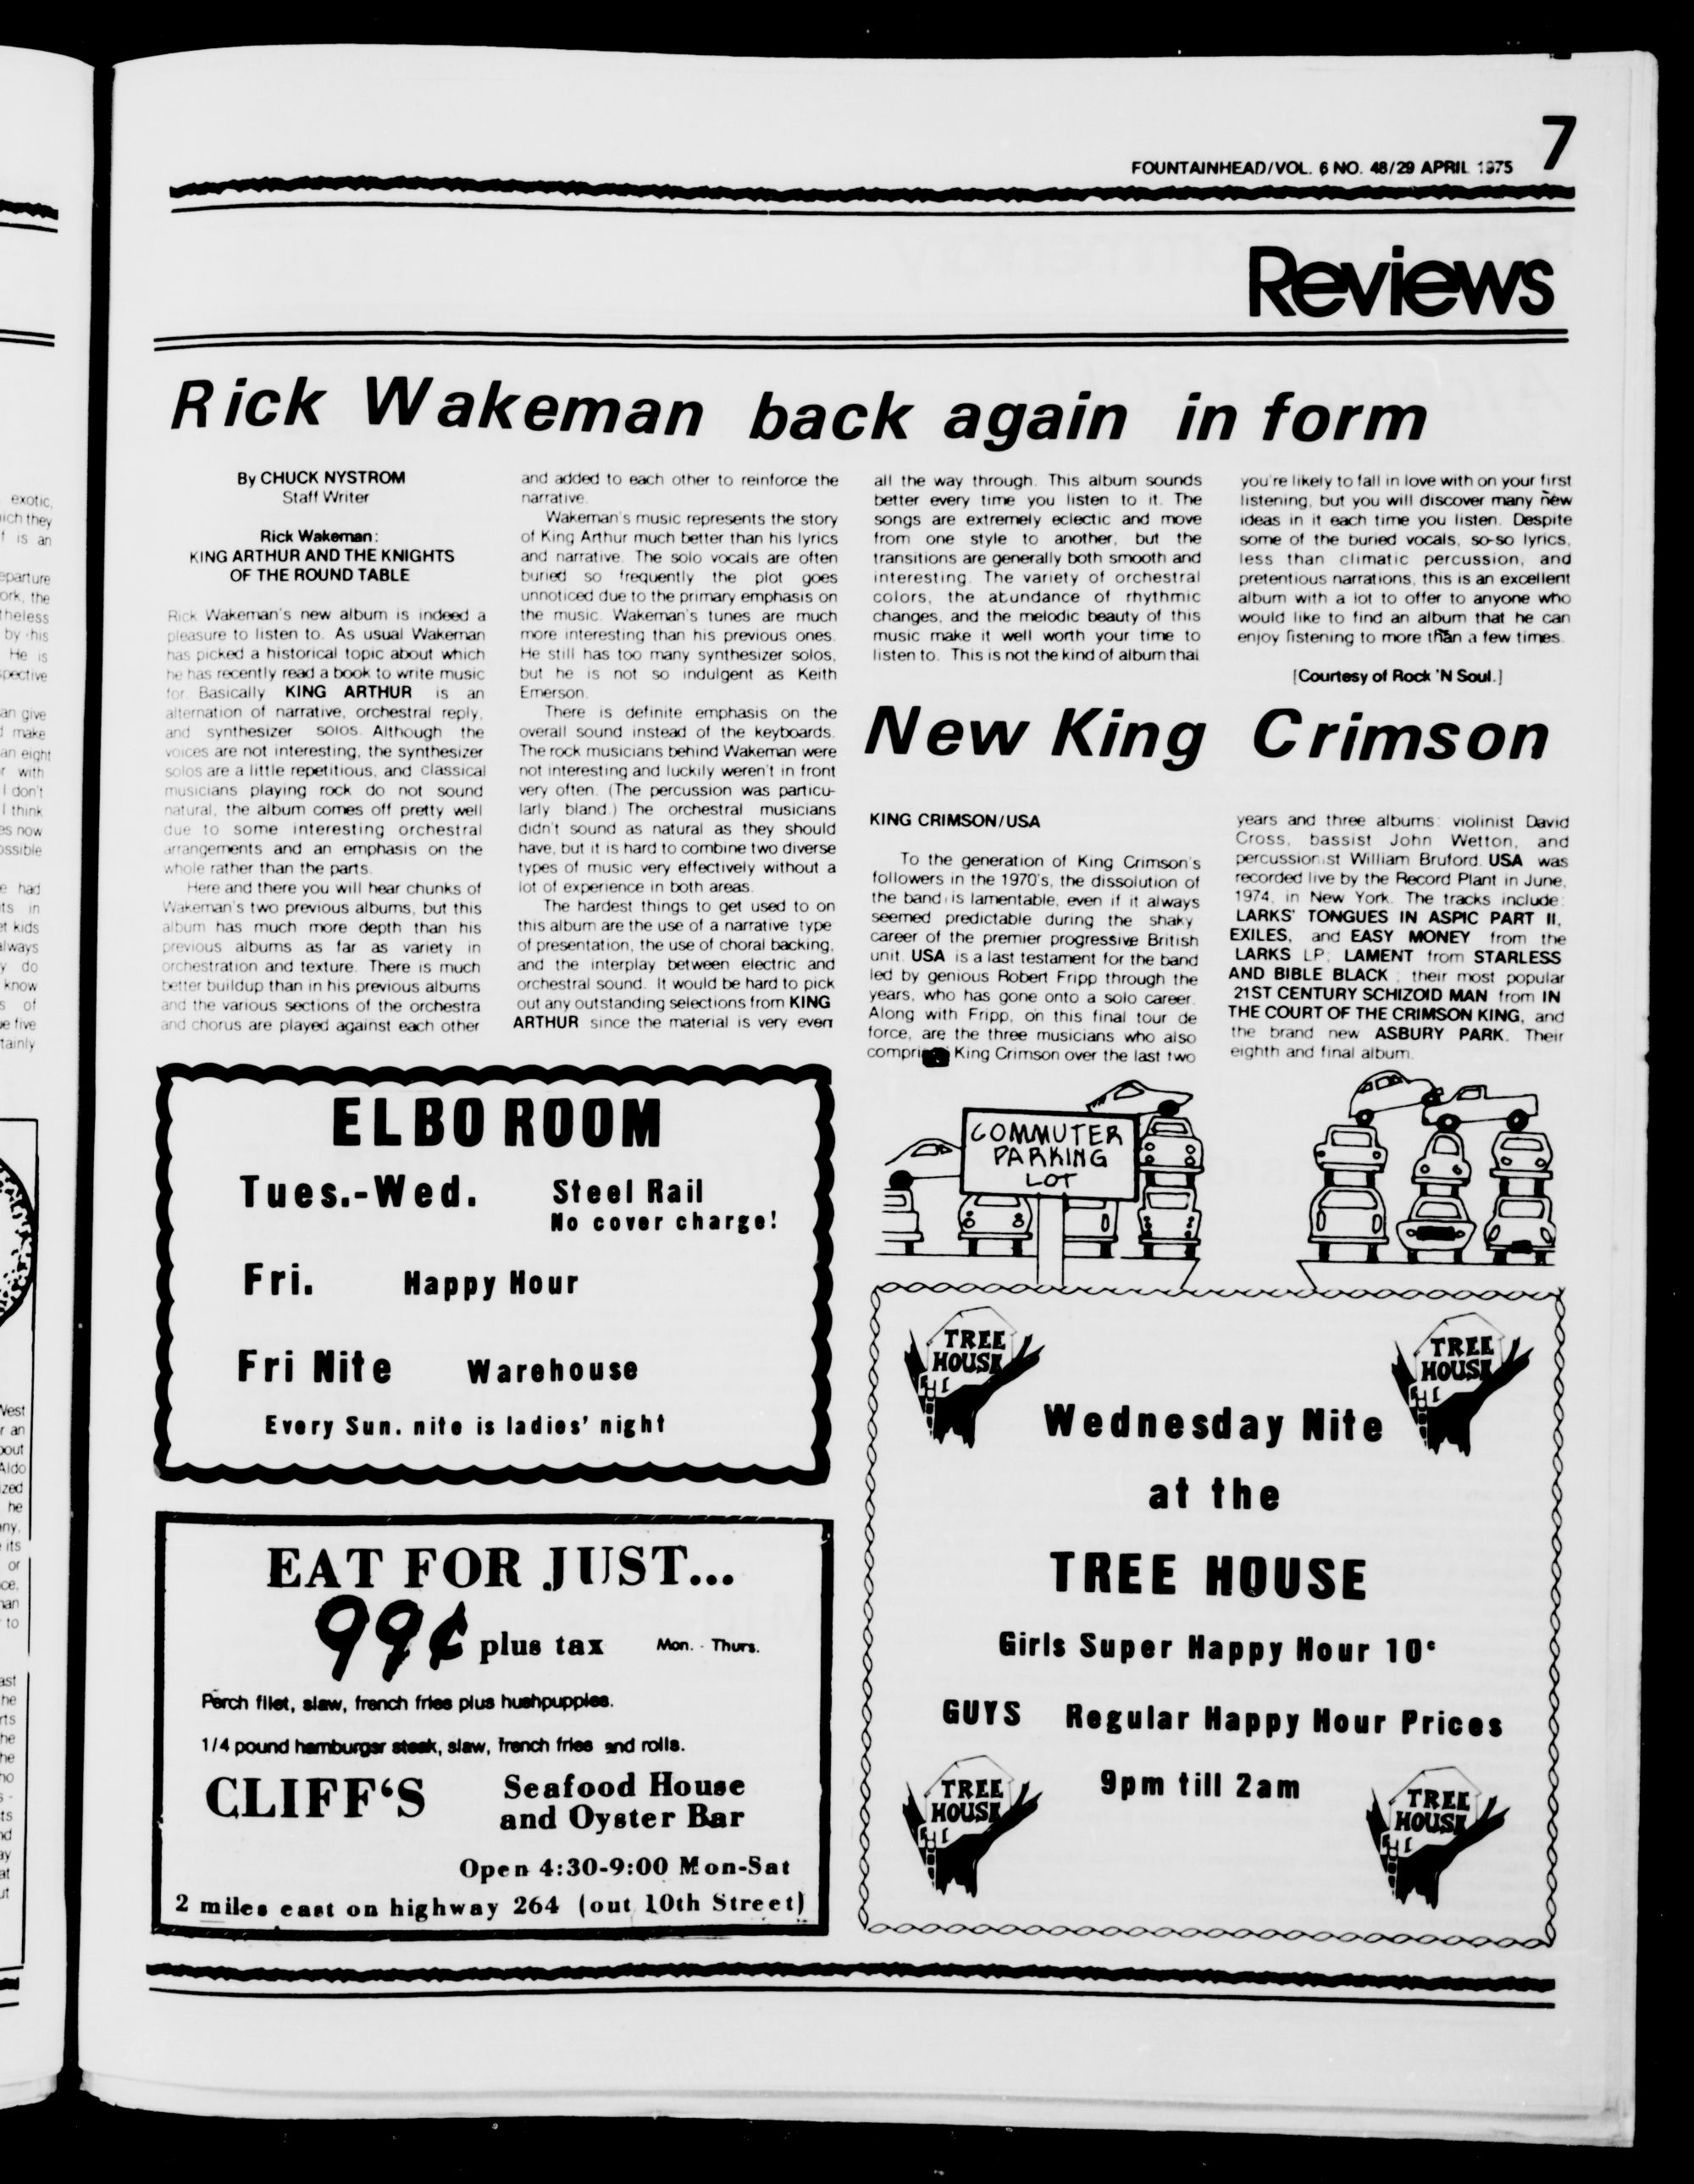 7
FOUNTAINHEAD/VOL. 6 NO. 48/29 APRIL 1975
Reviews
Rick Wakeman back again in form
By CHUCK NYSTROM
Staff Writer
Rick Wakeman:
KING ARTHUR AND THE KNIGHTS
OF THE ROUND TABLE
Rick Wakeman's new album is indeed a
pleasure to listen to. As usual Wakeman
has picked a historical topic about which
he has recently read a book to write music
for. Basically KING ARTHUR is an
alternation of narrative, orchestral reply,
and synthesizer solos. Although the
voices are not interesting, the synthesizer
solos are a little repetitious, and classical
musicians playing rock do not sound
natural, the album comes off pretty well
due to some interesting orchestral
arrangements and an emphasis on the
whole rather than the parts.
Here and there you will hear chunks of
Wakeman's two previous albums, but this
album has much more depth than his
previous albums as far as variety in
orchestration and texture. There is much
better buildup than in his previous albums
and the various sections of the orchestra
and chorus are played against each other
and added to each other to reinforce the
narrative.
Wakeman's music represents the story
of King Arthur much better than his lyrics
and narrative. The solo vocals are often
buried so frequently the plot goes
unnoticed due to the primary emphasis on
the music. Wakeman's tunes are much
more interesting than his previous ones.
He still has too many synthesizer solos,
but he is not so indulgent as Keith
Emerson.
There is definite emphasis on the
overall sound instead of the keyboards.
The rock musicians behind Wakeman were
not interesting and luckily weren't in front
very often. (The percussion was particu-
larly bland.) The orchestral musicians
didn't sound as natural as they should
have, but it is hard to combine two diverse
types of music very effectively without a
lot of experience in both areas.
The hardest things to get used to on
this album are the use of a narrative type
of presentation, the use of choral backing,
and the interplay between electric and
orchestral sound. It would be hard to pick
out any outstanding selections from KING
ARTHUR since the material is very even
all the way through. This album sounds
better every time you listen to it. The
songs are extremely eclectic and move
from one style to another, but the
transitions are generally both smooth and
interesting. The variety of orchestral
colors, the abundance of rhythmic
changes, and the melodic beauty of this
music make it well worth your time to
listen to. This is not the kind of album that
you're likely to fall in love with on your first
listening, but you will discover many new
ideas in it each time you listen. Despite
some of the buried vocals, so-so lyrics,
less than climatic percussion, and
pretentious narrations, this is an excellent
album with a lot to offer to anyone who
would like to find an album that he can
enjoy listening to more than a few times.
[Courtesy of Rock 'N Soul.]
New King Crimson
KING CRIMSON/USA
To the generation of King Crimson's
followers in the 1970's, the dissolution of
the band is lamentable, even if it always
seemed predictable during the shaky
career of the premier progressive British
unit. USA is a last testament for the band
led by genious Robert Fripp through the
years, who has gone onto a solo career.
Along with Fripp, on this final tour de
force, are the three musicians who also
King Crimson over the last two
years and three albums: violinist David
Cross, bassist John Wetton, and
percussionist William Bruford. USA was
recorded live by the Record Plant in June,
1974, in New York. The tracks include:
LARKS' TONGUES IN ASPIC PART II,
EXILES, and EASY MONEY from the
LARKS LP; LAMENT from STARLESS
AND BIBLE BLACK ; their most popular
21ST CENTURY SCHIZOID MAN from IN
THE COURT OF THE CRIMSON KING, and
the brand new ASBURY PARK. Their
eighth and final album.
ELBO ROOM
Tues.-Wed. Steel Rail
No cover charge!
Fri. Happy Hour
Fri Nite Warehouse
Every Sun. nite is ladies' night
EAT FOR JUST...
99¢ plus tax Mon. - Thurs.
Perch filet, slaw, french fries plus hushpuppies.
1/4 pound hamburger steak, slaw, french fries and rolls.
CLIFF'S Seafood House
and Oyster Bar
Open 4:30-9:00 Mon-Sat
2 miles east on highway 264 (out 10th Street)
COMMUTER
PARKING
LOT
TREE
HOUSE
TREE
HOUSE
Wednesday Nite
at the
TREE HOUSE
Girls Super Happy Hour 10¢
GUYS Regular Happy Hour Prices
9pm till 2am
TREE
HOUSE
TREE
HOUSE